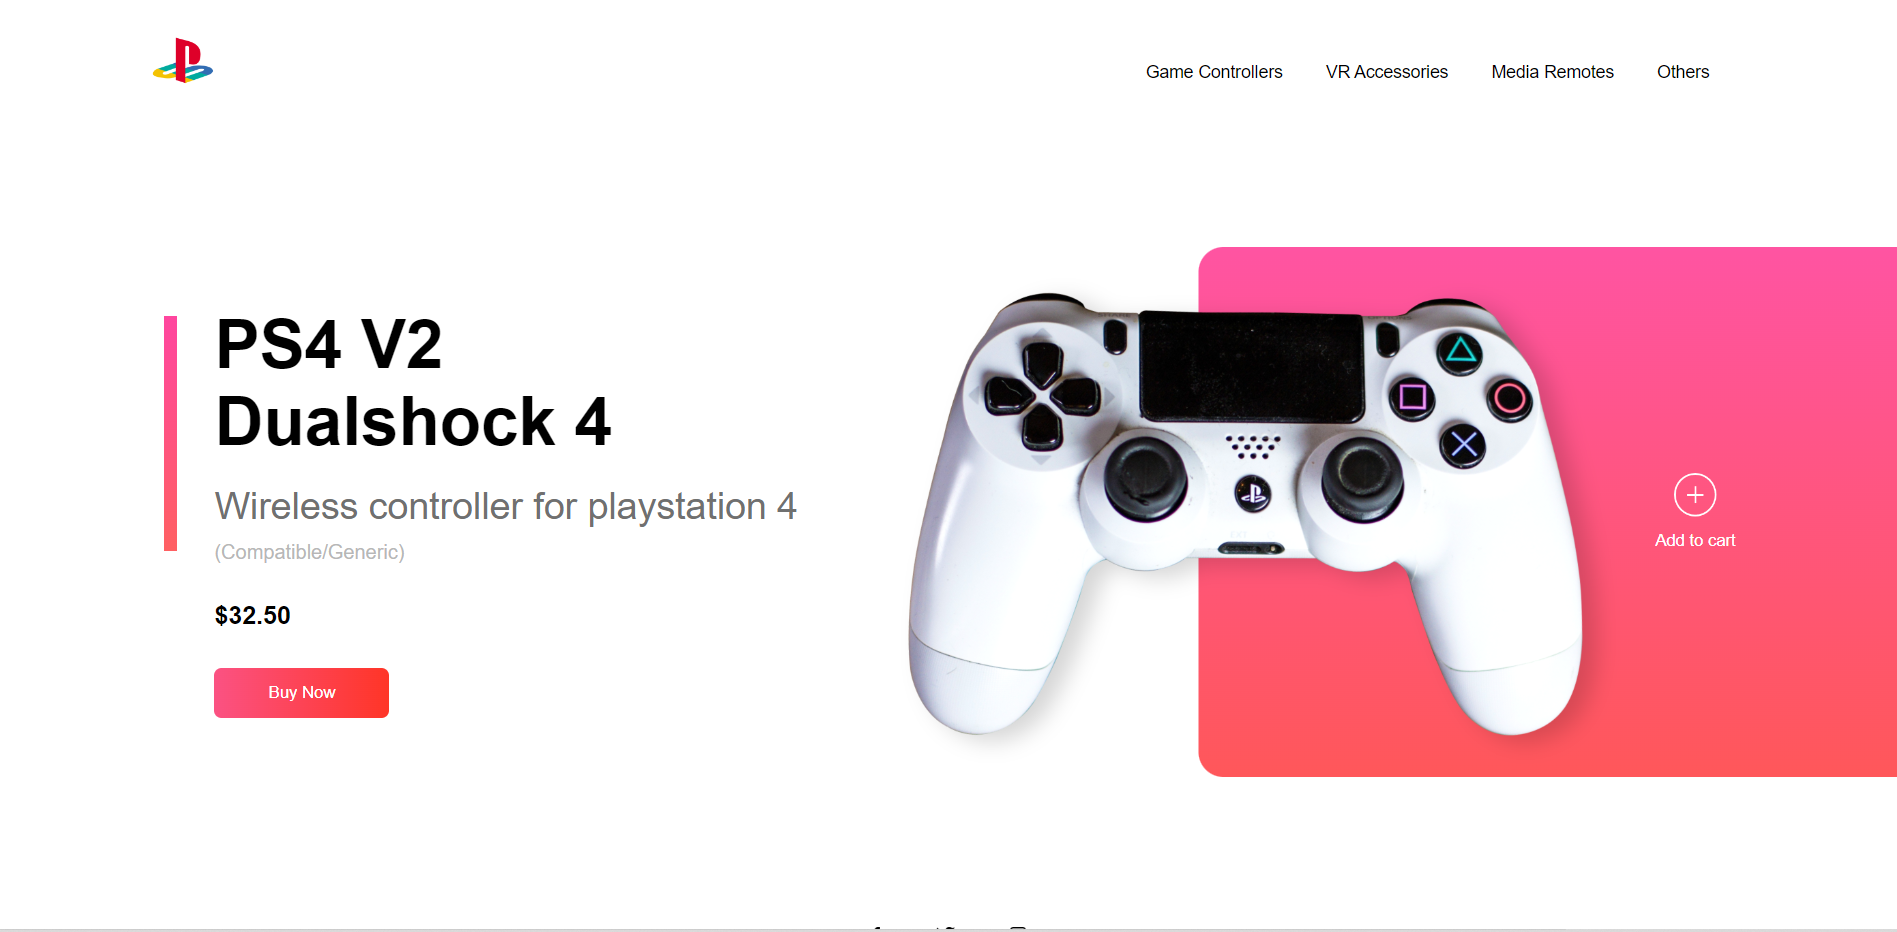 Game Controllers VR Accessories Media Remotes Others
PS4 V2
Dualshock 4
Wireless controller for playstation 4
(Compatible/Generic)
$32.50
Buy Now
Add to cart